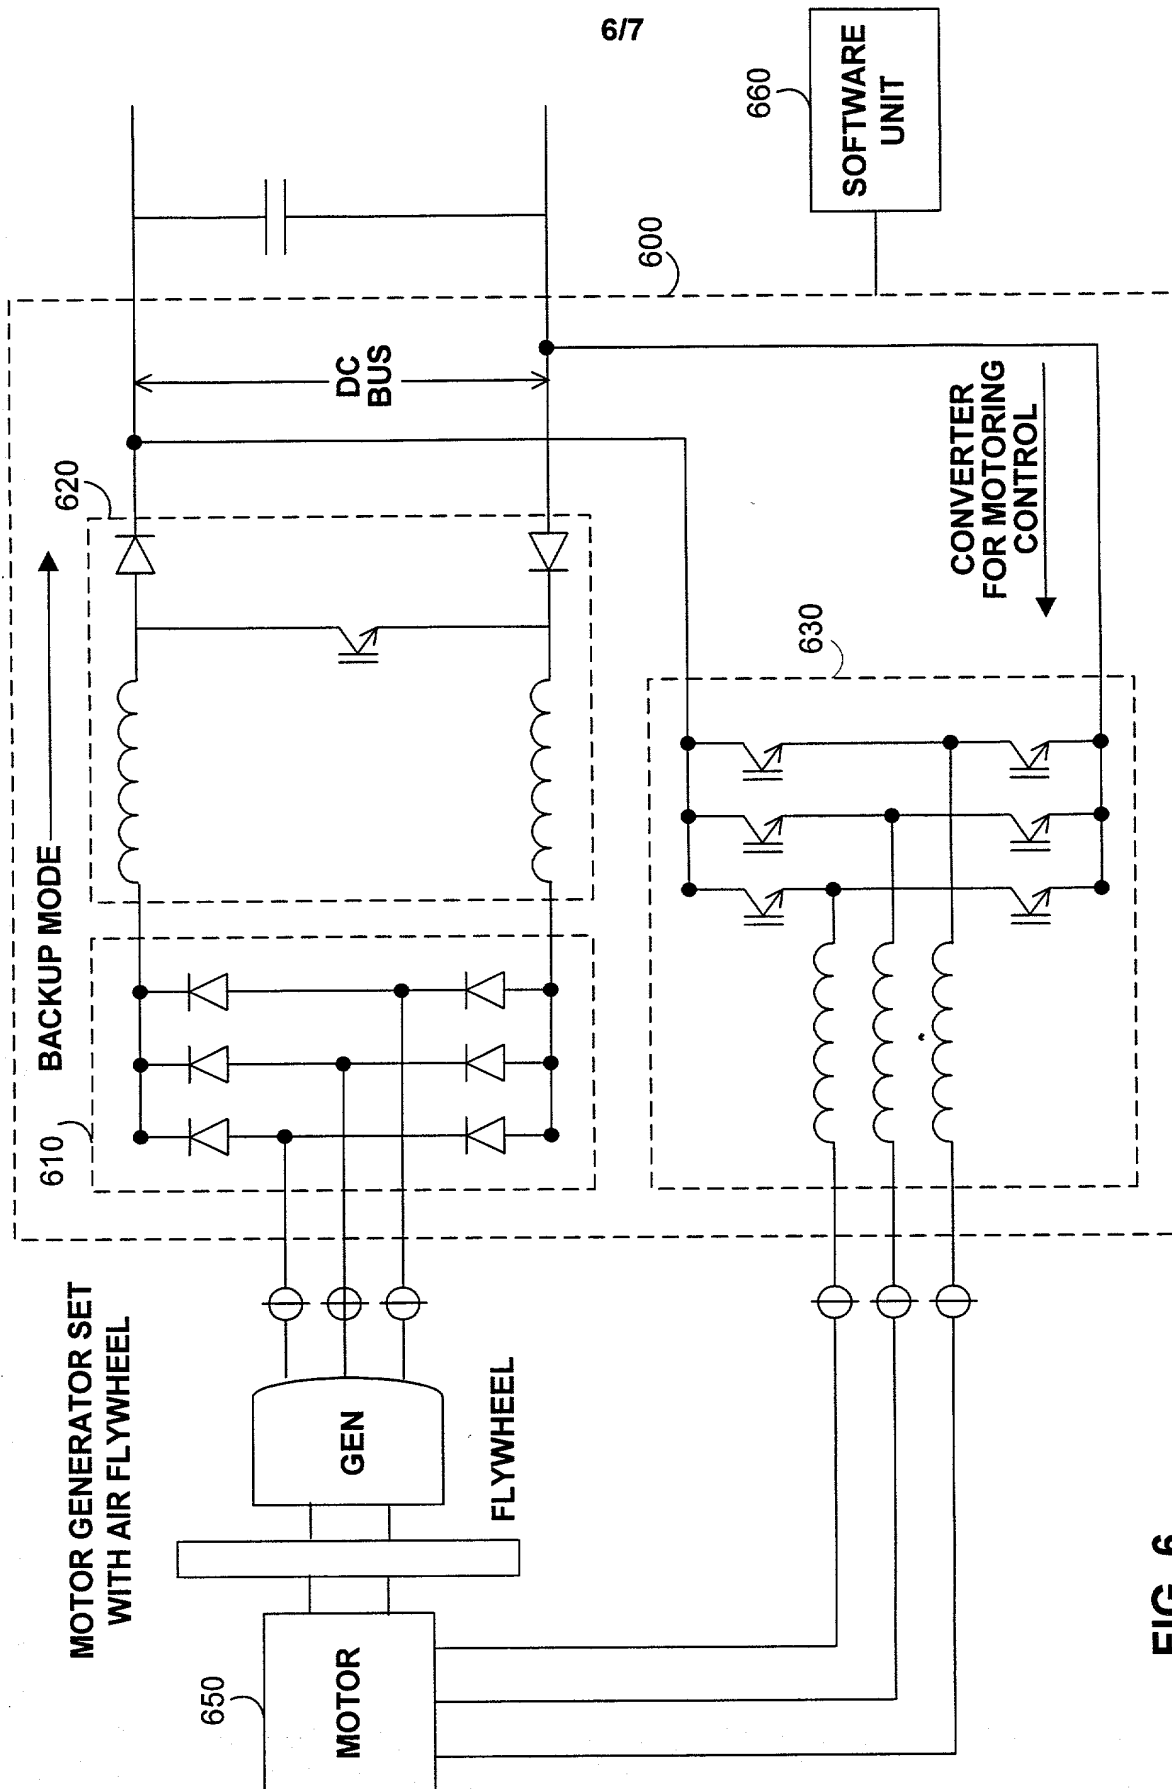 6/7
MOTOR GENERATOR SET
WITH AIR FLYWHEEL
BACKUP MODE
610
620
DC
BUS
600
660
SOFTWARE
UNIT
650
MOTOR
GEN
FLYWHEEL
630
CONVERTER
FOR MOTORING
CONTROL
FIG. 6